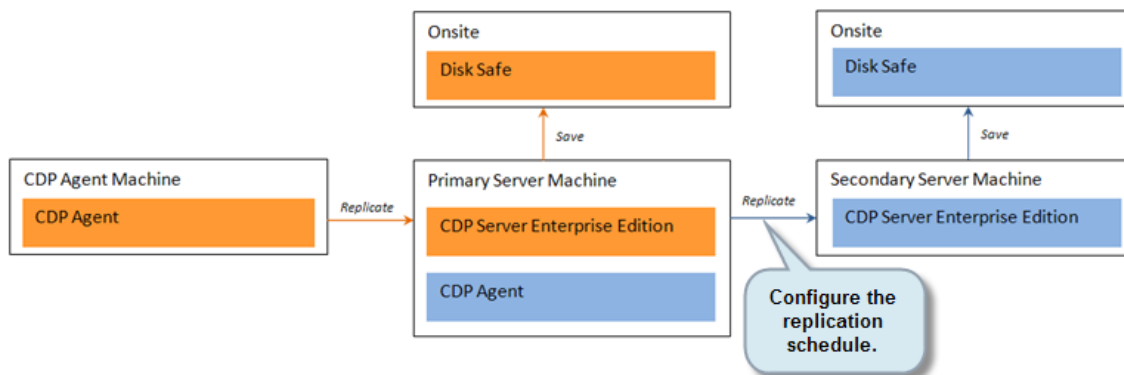 Onsite
Disk Safe
Onsite
Disk Safe
Save
Save
CDP Agent Machine
CDP Agent
Replicate
Primary Server Machine
CDP Server Enterprise Edition
CDP Agent
Replicate
Secondary Server Machine
CDP Server Enterprise Edition
Configure the
replication
schedule.